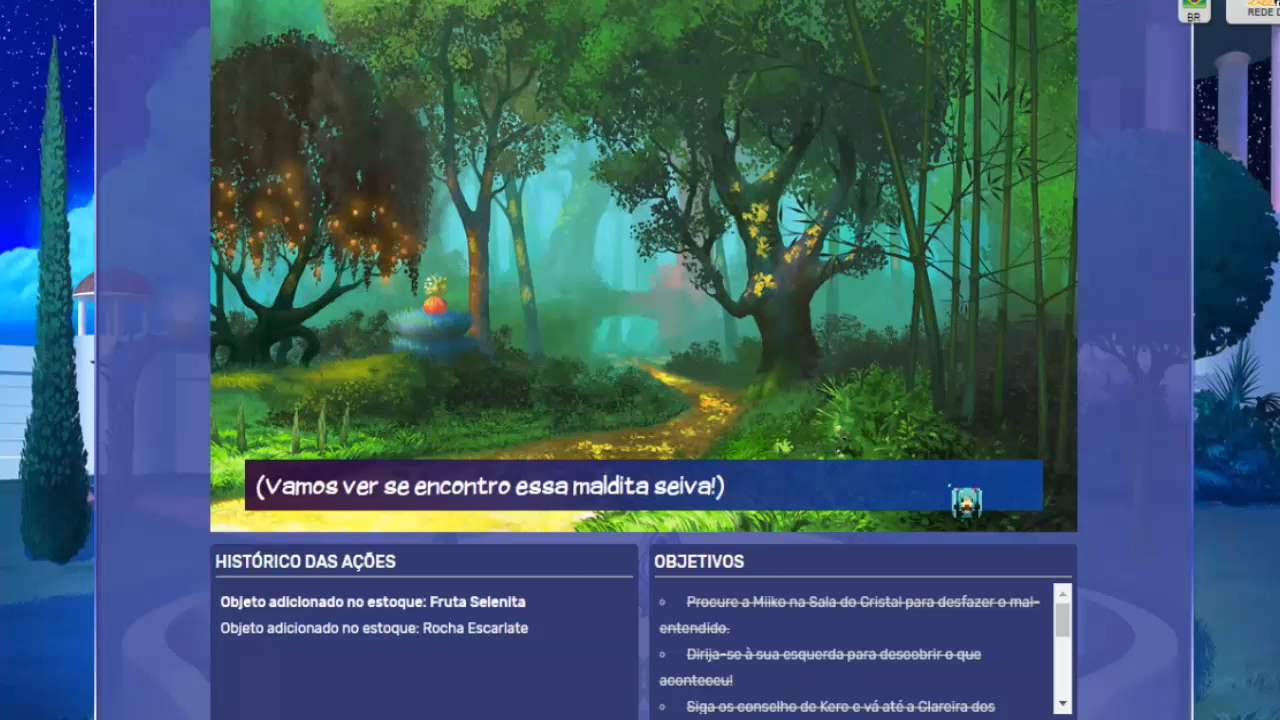 BR
REDE
(Vamos ver se encontro essa maldita seiva!)
HISTÓRICO DAS AÇÕES
Objeto adicionado no estoque: Fruta Selenita
Objeto adicionado no estoque: Rocha Escarlate
OBJETIVOS
Procure a Miiko na Sala do Cristal para desfazer o mal-
entendido.
Dirija-se à sua esquerda para descobrir o que
aconteceu!
Siga os conselho de Kero e vá até a Clareira dos